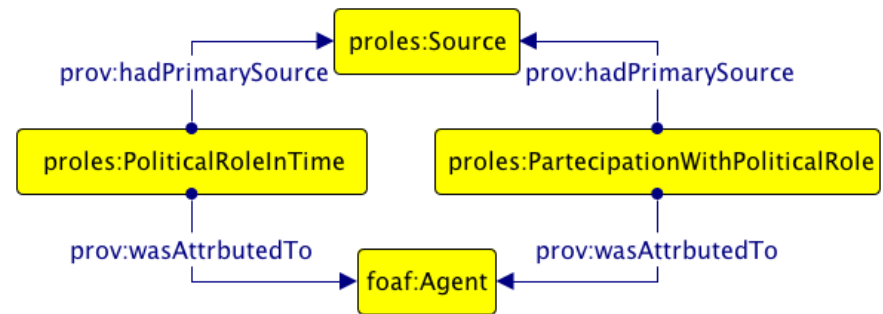 proles:Source
prov:hadPrimarySource
prov:hadPrimarySource
proles:PoliticalRoleInTime
proles:PartecipationWithPoliticalRole
prov:wasAttrbutedTo
prov:wasAttrbutedTo
foaf:Agent